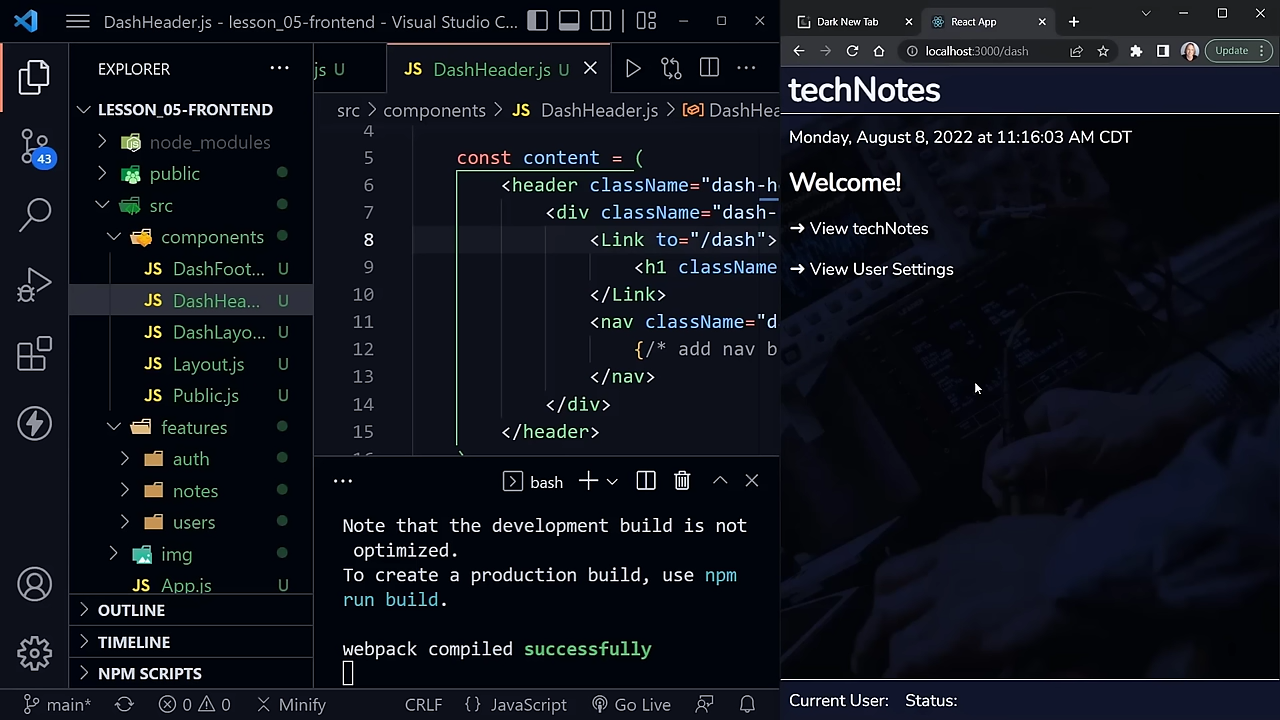 DashHeader.js - lesson_05-frontend - Visual Studio C...
EXPLORER
LESSON_05-FRONTEND
node_modules
public
src
components
JS DashFoot... U
JS DashHea... U
JS DashLayo... U
JS Layout.js U
JS Public.js U
features
auth
notes
users
img
JS App.js U
OUTLINE
TIMELINE
NPM SCRIPTS
43
js U
JS DashHeader.js U
src > components > JS DashHeader.js > DashHea
4
5 const content = (
6 <header className="dash-he
7 <div className="dash-
8 <Link to="/dash">
9 <h1 className
10 </Link>
11 <nav className="d
12 {/* add nav b
13 </nav>
14 </div>
15 </header>
bash
Note that the development build is not
optimized.
To create a production build, use npm
run build.
webpack compiled successfully
main* 0 0 Minify CRLF {} JavaScript Go Live
Dark New Tab
React App
localhost:3000/dash
Update
techNotes
Monday, August 8, 2022 at 11:16:03 AM CDT
Welcome!
➜ View techNotes
➜ View User Settings
Current User: Status: